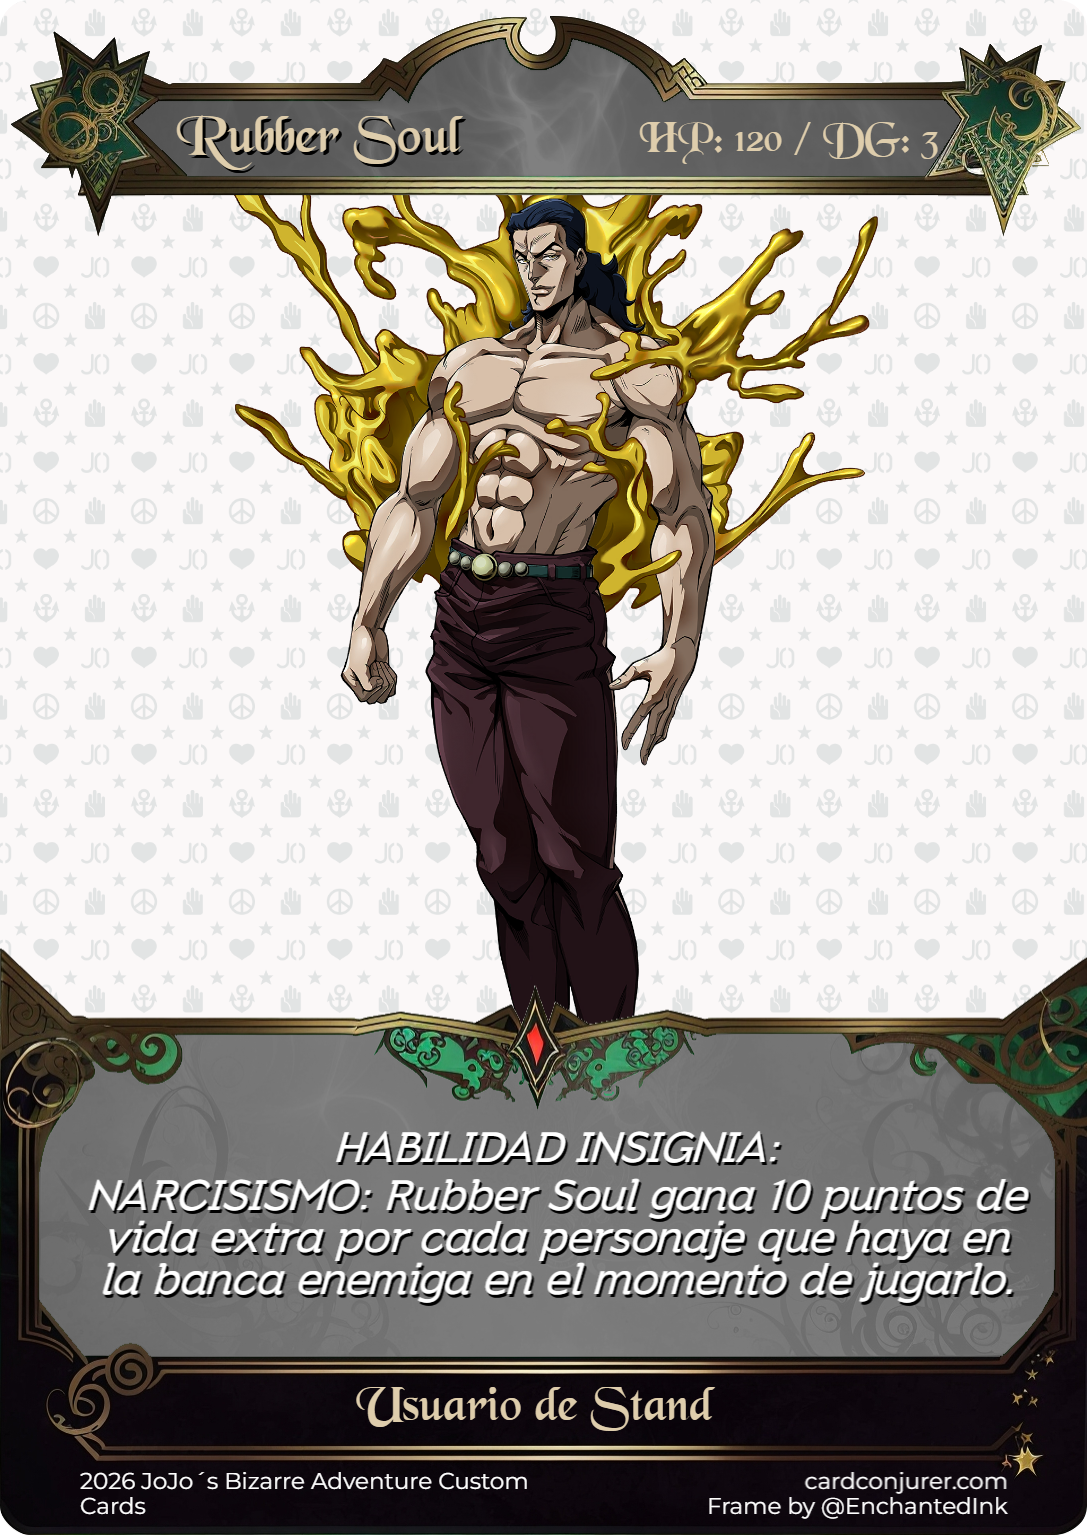 Rubber Soul
HP: 120 / DG: 3
HABILIDAD INSIGNIA:
NARCISISMO: Rubber Soul gana 10 puntos de
vida extra por cada personaje que haya en
la banca enemiga en el momento de jugarlo.
Usuario de Stand
2026 JoJo´s Bizarre Adventure Custom
Cards
cardconjurer.com
Frame by @EnchantedInk